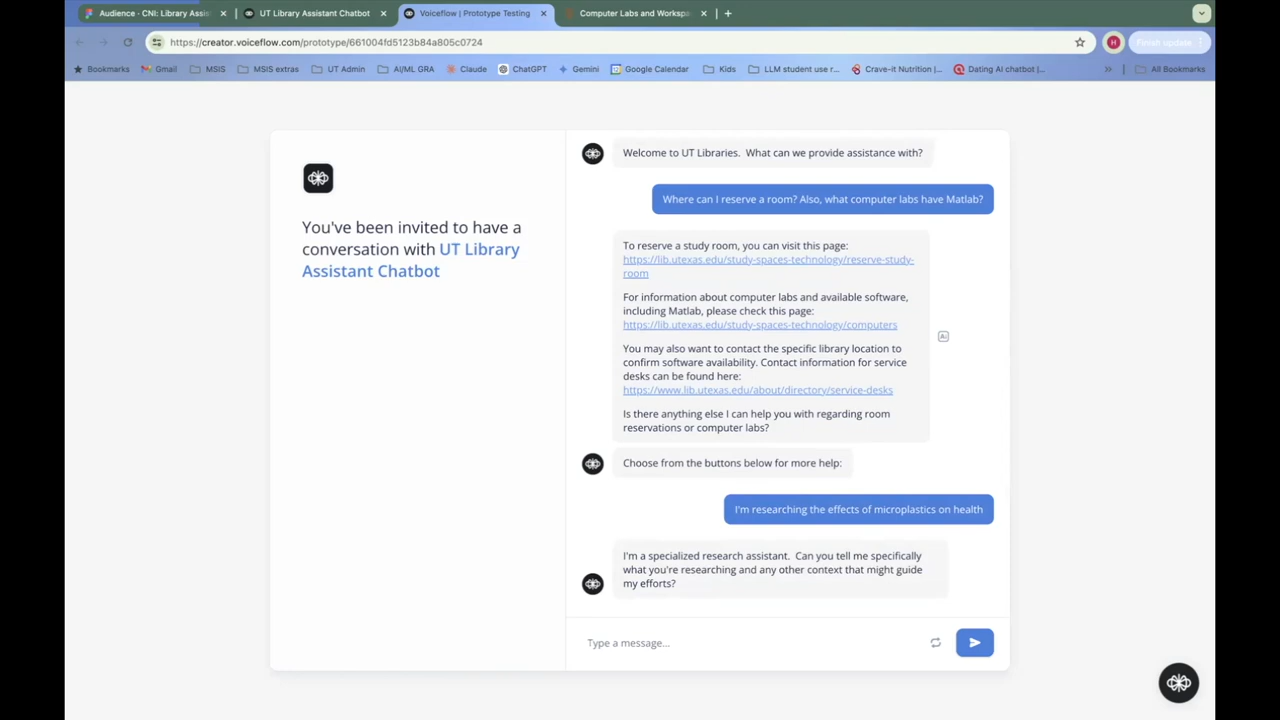 Audience · CNI: Library Assis
UT Library Assistant Chatbot
Voiceflow | Prototype Testing
Computer Labs and Workspa
https://creator.voiceflow.com/prototype/661004fd5123b84a805c0724
H
Finish update
Bookmarks
Gmail
MSIS
MSIS extras
UT Admin
AI/ML GRA
Claude
ChatGPT
Gemini
Google Calendar
Kids
LLM student use r...
Crave-it Nutrition |...
Dating AI chatbot |...
All Bookmarks
You've been invited to have a
conversation with UT Library
Assistant Chatbot
Welcome to UT Libraries. What can we provide assistance with?
Where can I reserve a room? Also, what computer labs have Matlab?
To reserve a study room, you can visit this page:
https://lib.utexas.edu/study-spaces-technology/reserve-study-
room
For information about computer labs and available software,
including Matlab, please check this page:
https://lib.utexas.edu/study-spaces-technology/computers
You may also want to contact the specific library location to
confirm software availability. Contact information for service
desks can be found here:
https://www.lib.utexas.edu/about/directory/service-desks
Is there anything else I can help you with regarding room
reservations or computer labs?
AI
Choose from the buttons below for more help:
I'm researching the effects of microplastics on health
I'm a specialized research assistant. Can you tell me specifically
what you're researching and any other context that might guide
my efforts?
Type a message...